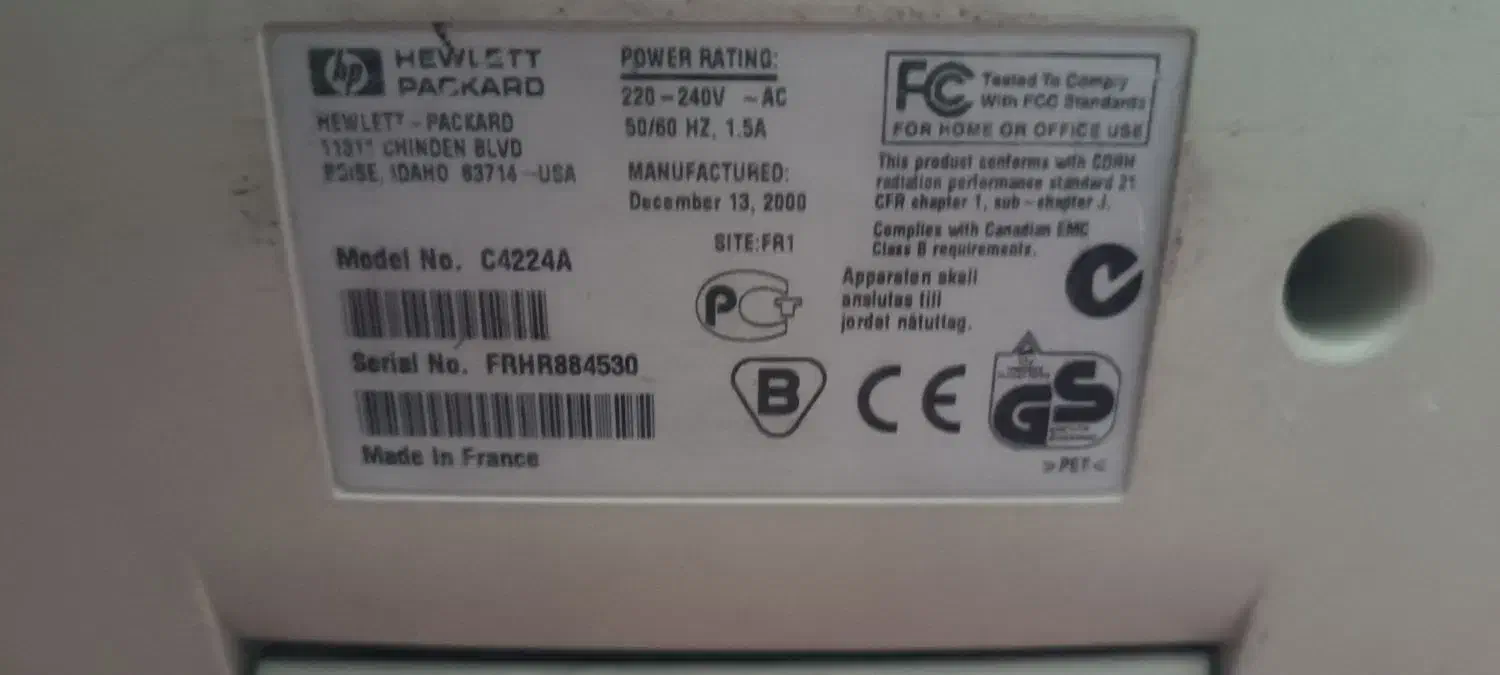 hp HEWLETT
PACKARD
HEWLETT-PACKARD
CHINDEN BLVD
BOISE, IDAHO 83714-USA
Model No. C4224A
Serial No. FRHR884530
Made in France
POWER RATING:
220-240V ~AC
50/60 HZ, 1.5A
MANUFACTURED:
December 13, 2000
SITE:FR1
PCT
B
FC Tested To Comply
With FCC Standards
FOR HOME OR OFFICE USE
This product conforms with CDRH
radiation performance standard 21
CFR chapter 1, sub-chapter J.
Complies with Canadian EMC
Class B requirements.
Apparaten skall
anslutas till
jordat nätuttag.
CE
GS
>PET<